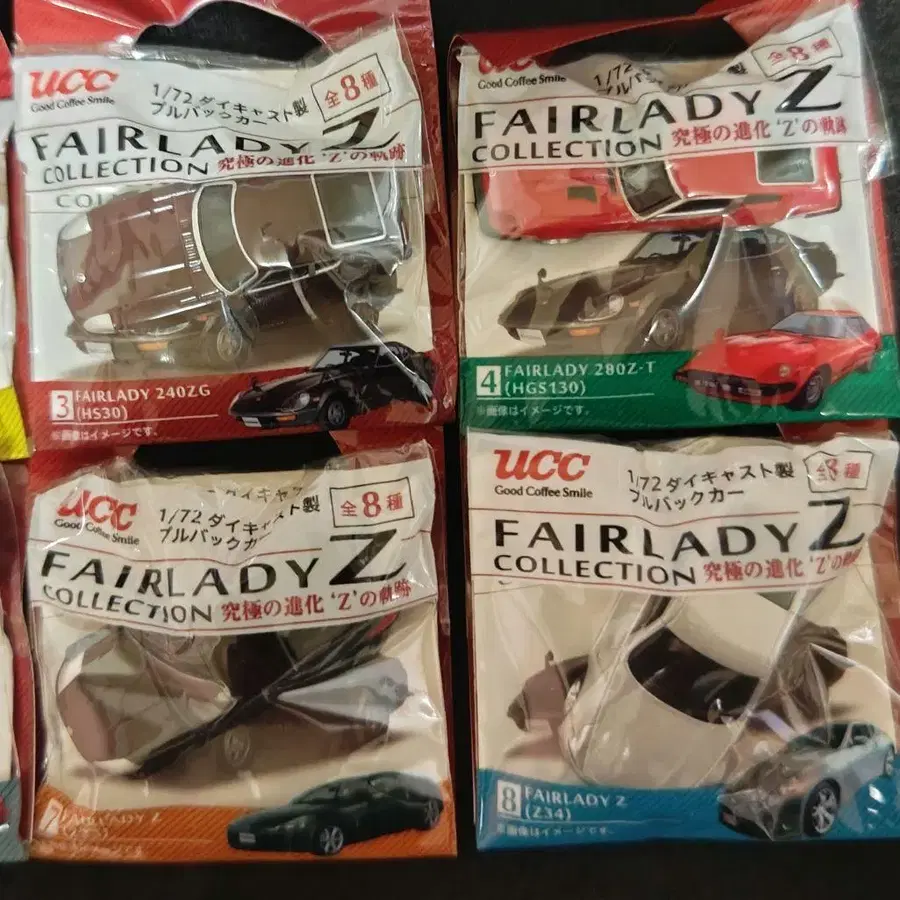 UCC
Good Coffee Smile
1/72 ダイキャスト製
プルバックカー
全8種
FAIRLADY Z
COLLECTION 究極の進化 'Z'の軌跡
3 FAIRLADY 240ZG
(HS30)
※画像はイメージです。
UCC
Good Coffee Smile
1/72
全8種
FAIRLADY Z
COLLECTION 究極の進化 'Z'の軌跡
4 FAIRLADY 280Z-T
(HGS130)
※画像はイメージです。
UCC
Good Coffee Smile
1/72 ダイキャスト製
プルバックカー
全8種
FAIRLADY Z
COLLECTION 究極の進化 'Z'の軌跡
7 FAIRLADY Z
UCC
Good Coffee Smile
1/72 ダイキャスト製
プルバックカー
全8種
FAIRLADY Z
COLLECTION 究極の進化 'Z'の軌跡
8 FAIRLADY Z
(Z34)
※画像はイメージです。